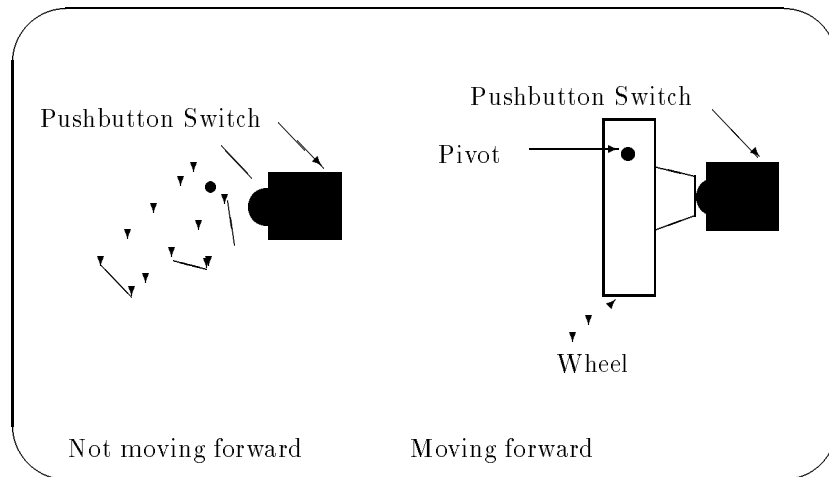 Pushbutton Switch
Pushbutton Switch
Pivot
Wheel
Not moving forward
Moving forward